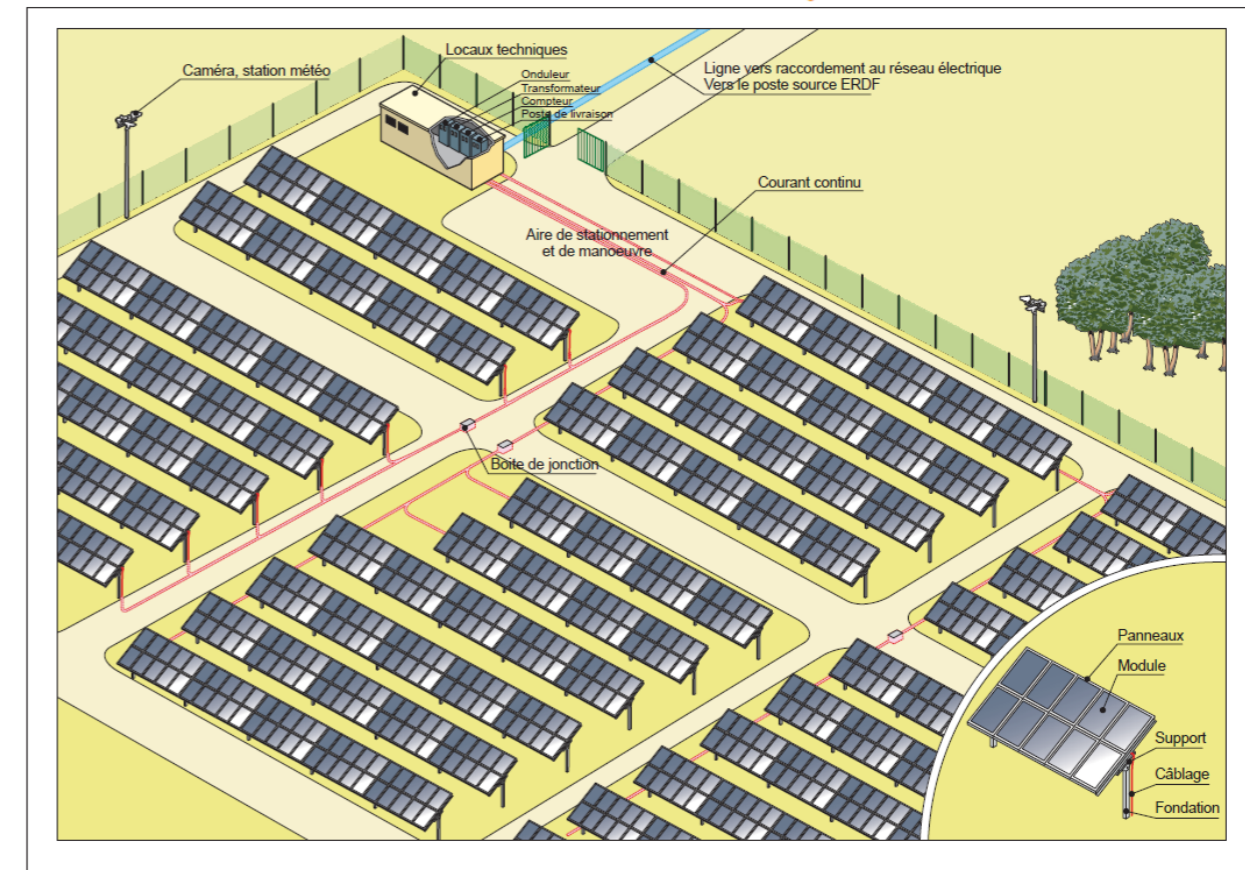 Locaux techniques
Caméra, station météo
Onduleur
Transformateur
Compteur
Poste de livraison
Ligne vers raccordement au réseau électrique
Vers le poste source ERDF
Courant continu
Aire de stationnement
et de manoeuvre
Boite de jonction
Panneaux
Module
Support
Câblage
Fondation